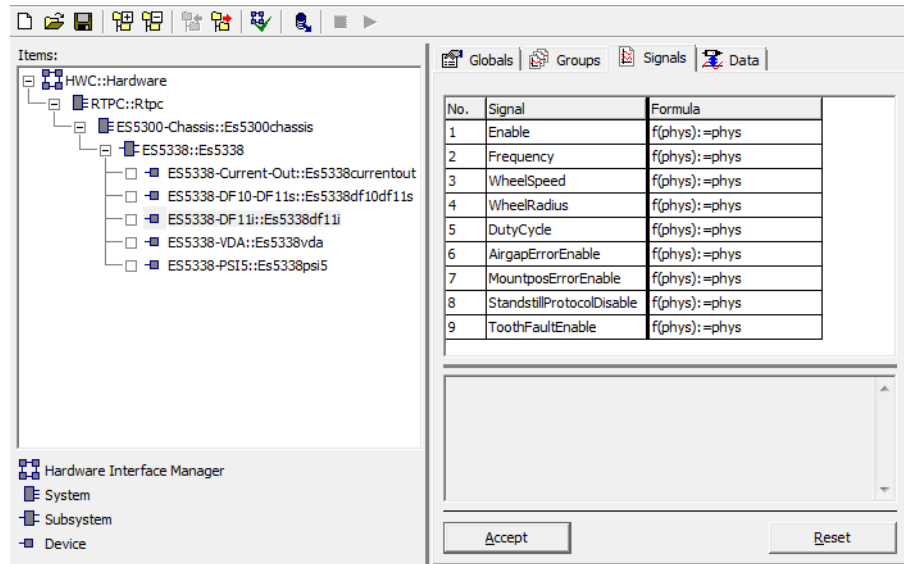 Items:
HWC::Hardware
RTPC::Rtpc
ES5300-Chassis::Es5300chassis
ES5338::Es5338
ES5338-Current-Out::Es5338currentout
ES5338-DF10-DF11s::Es5338df10df11s
ES5338-DF11i::Es5338df11i
ES5338-VDA::Es5338vda
ES5338-PSI5::Es5338psi5
Hardware Interface Manager
System
Subsystem
Device
Globals Groups Signals Data
No. Signal Formula
1 Enable f(phys):=phys
2 Frequency f(phys):=phys
3 WheelSpeed f(phys):=phys
4 WheelRadius f(phys):=phys
5 DutyCycle f(phys):=phys
6 AirgapErrorEnable f(phys):=phys
7 MountposErrorEnable f(phys):=phys
8 StandstillProtocolDisable f(phys):=phys
9 ToothFaultEnable f(phys):=phys
Accept Reset